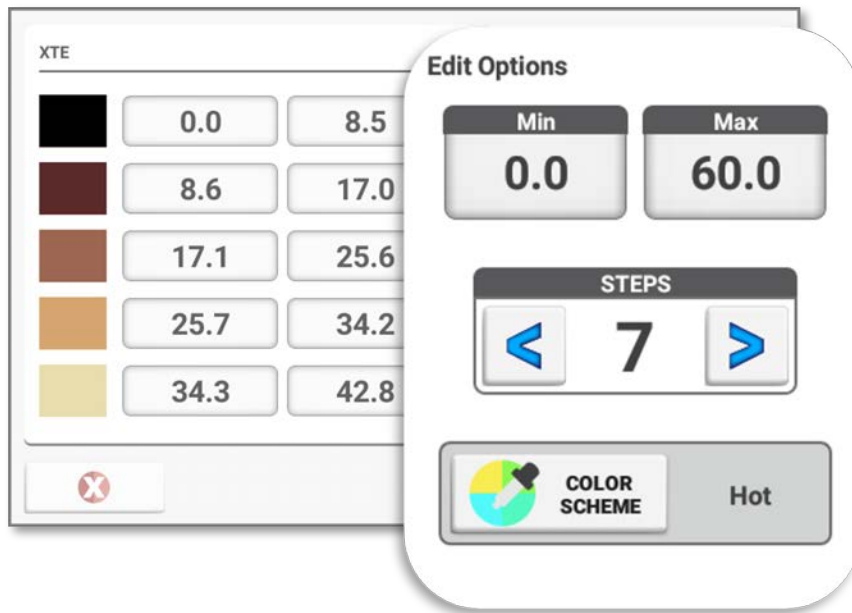 XTE
0.0 8.5
8.6 17.0
17.1 25.6
25.7 34.2
34.3 42.8
Edit Options
Min Max
0.0 60.0
STEPS
7
COLOR
SCHEME
Hot